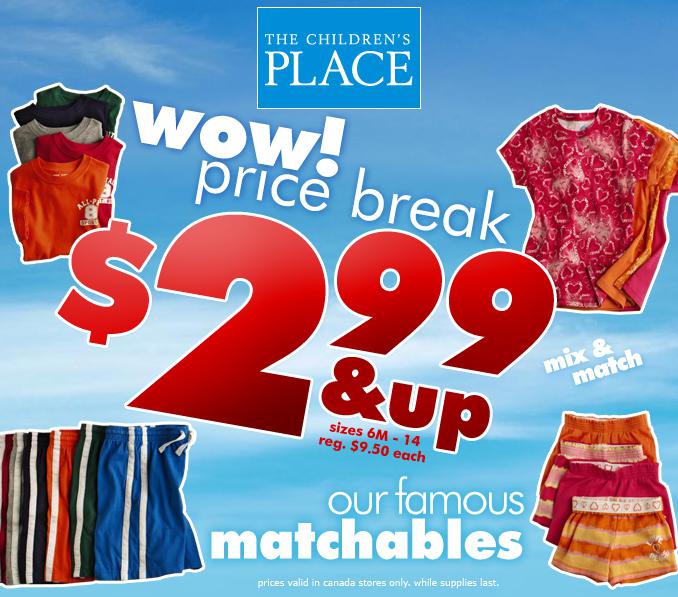 THE CHILDREN'S
PLACE
wow!
price break
$2.99
&up
sizes 6M - 14
reg. $9.50 each
mix &
match
our famous
matchables
prices valid in canada stores only. while supplies last.